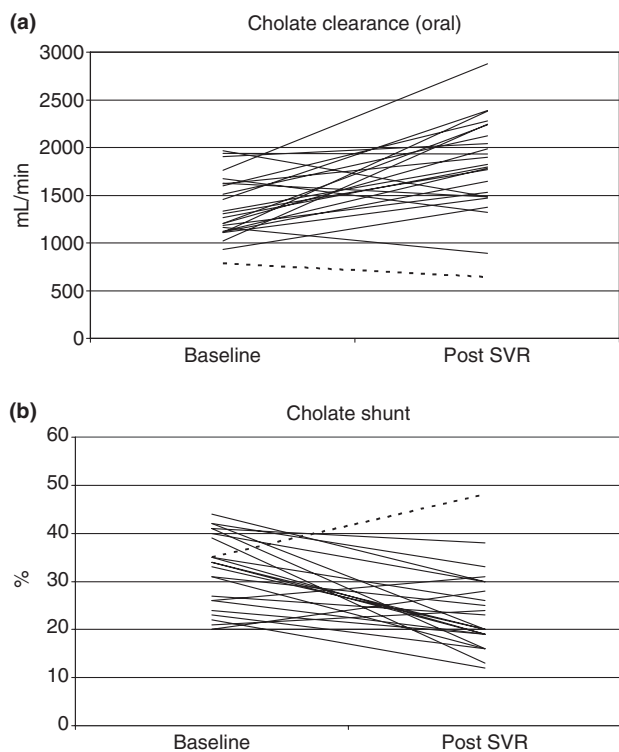 (a)
Cholate clearance (oral)
3000
2500
2000
1500
1000
500
0
mL/min
Baseline
Post SVR
(b)
Cholate shunt
60
50
40
30
20
10
0
%
Baseline
Post SVR